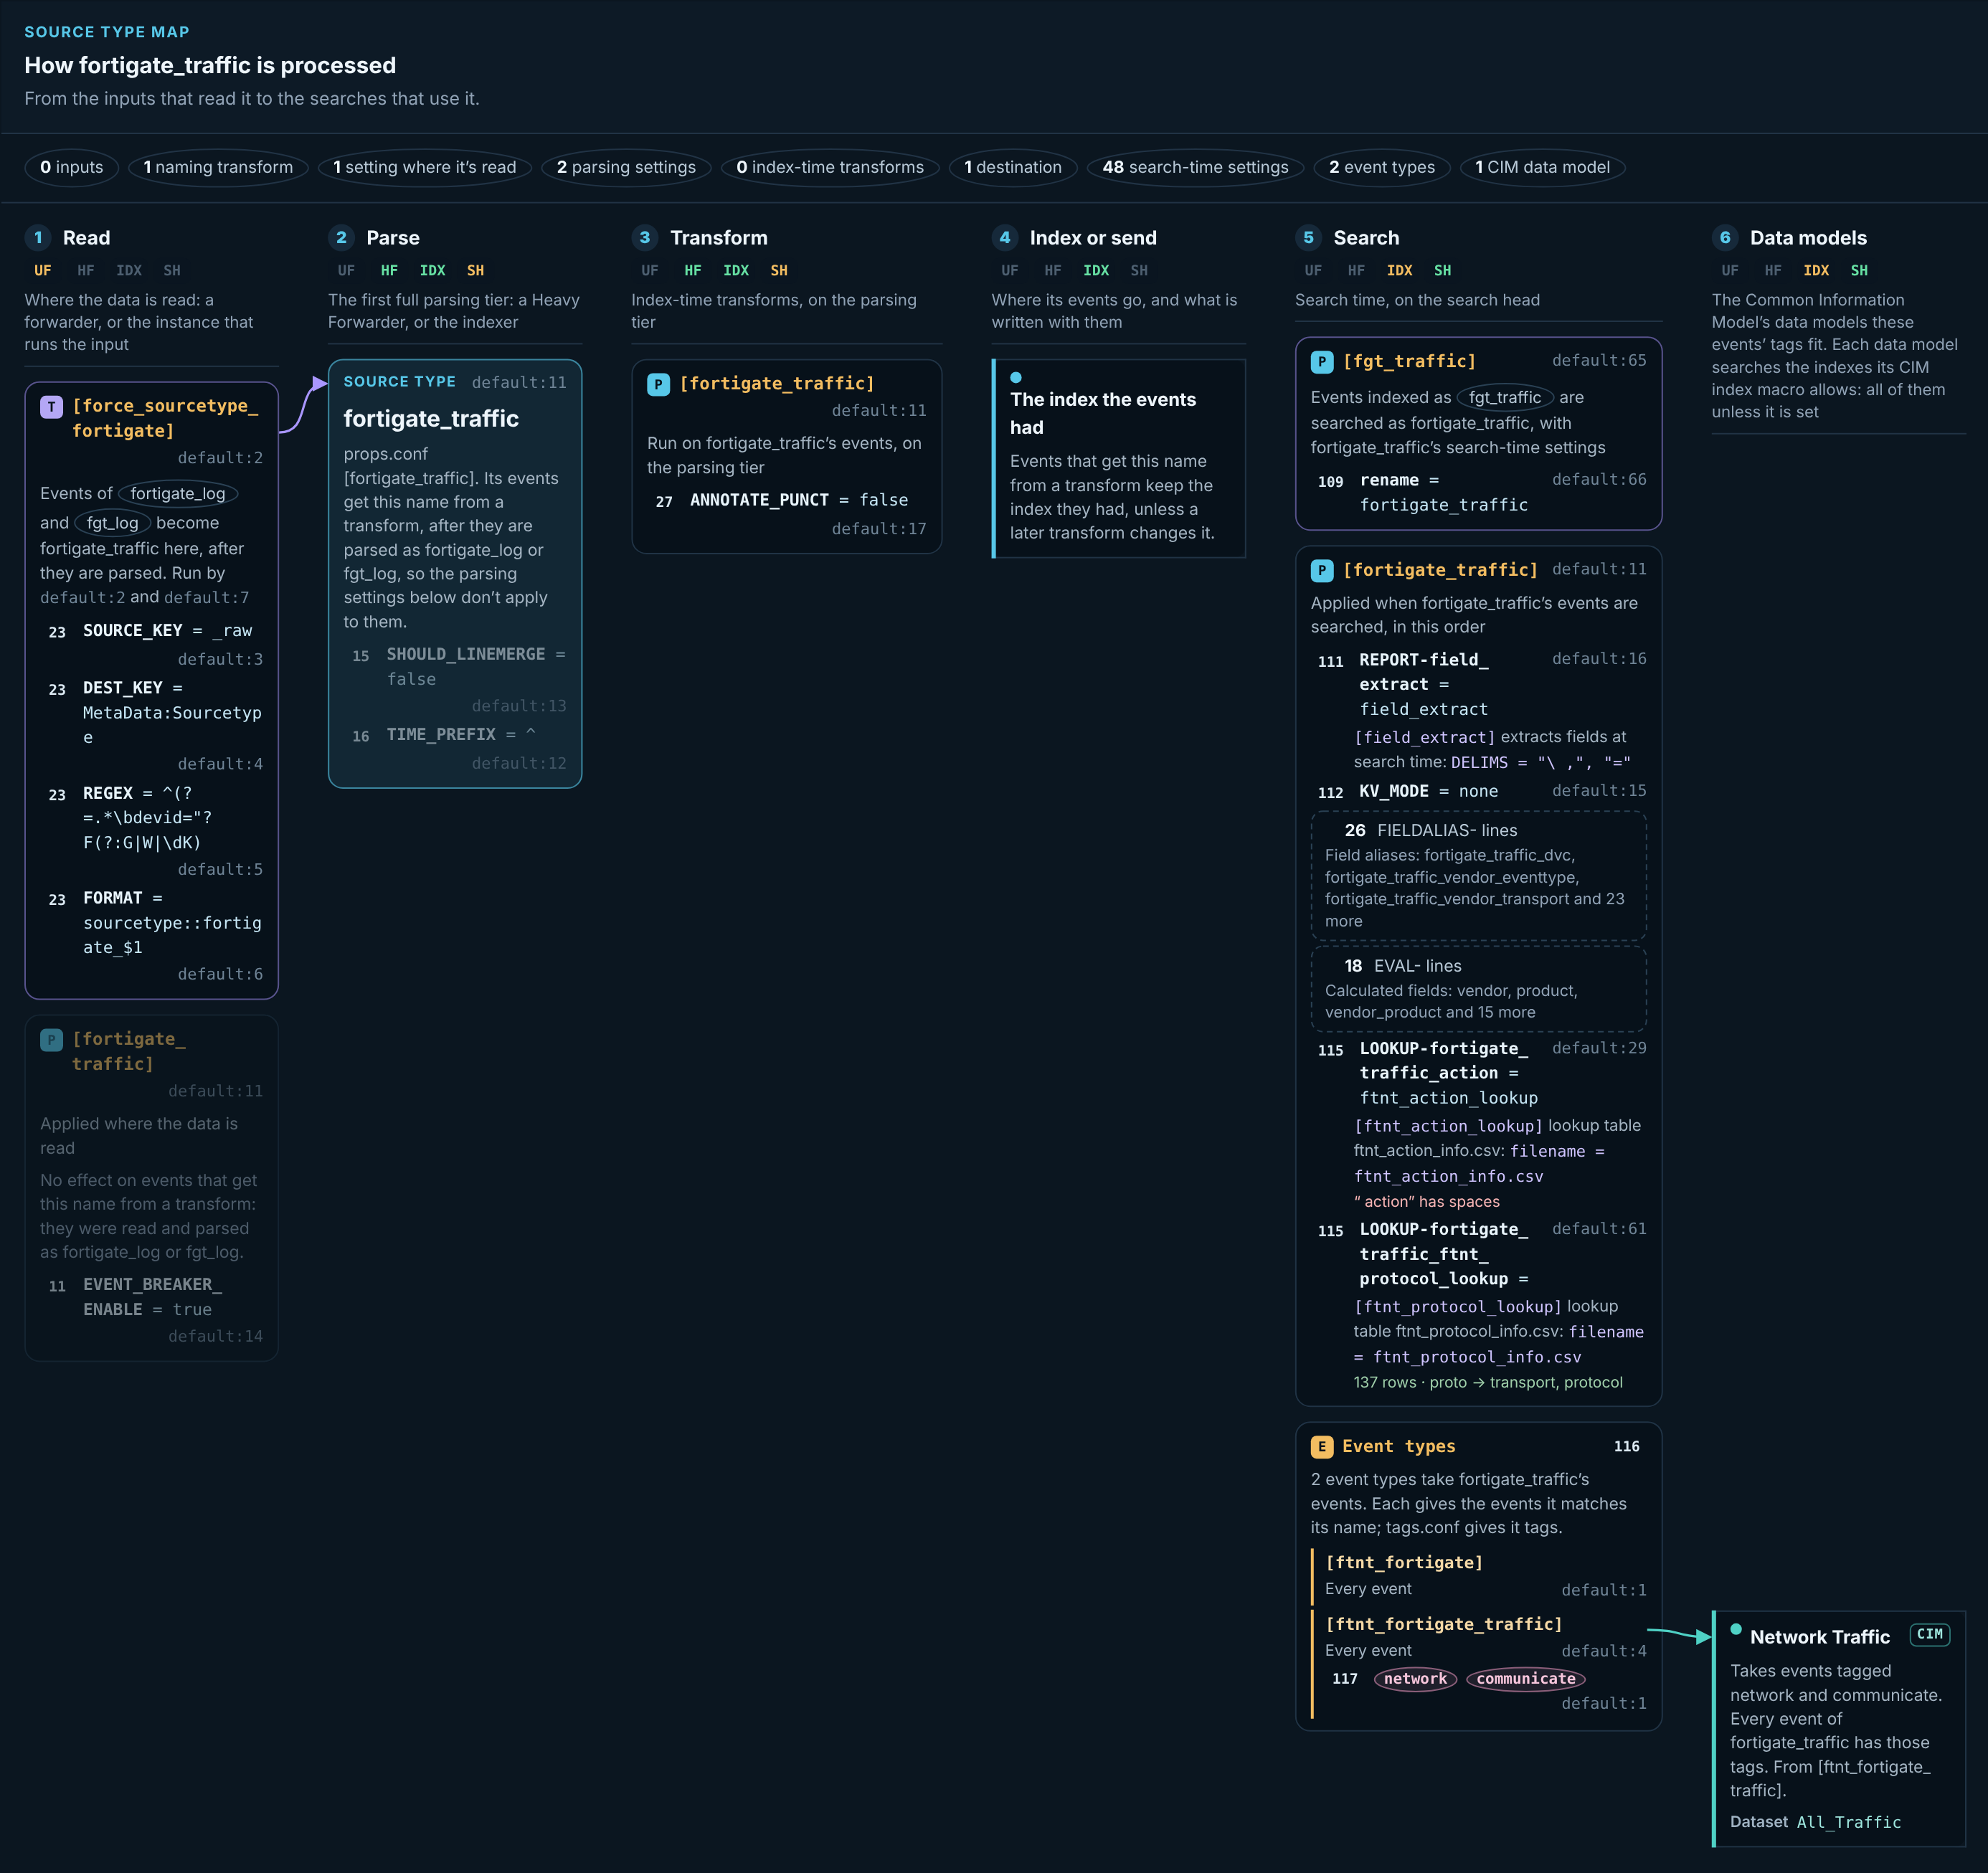 SOURCE TYPE MAP
How fortigate_traffic is processed
From the inputs that read it to the searches that use it.
0 inputs
1 naming transform
1 setting where it’s read
2 parsing settings
0 index-time transforms
1 destination
48 search-time settings
2 event types
1 CIM data model
1 Read
UF HF IDX SH
Where the data is read: a
forwarder, or the instance that
runs the input
T [force_sourcetype_
fortigate]
default:2
Events of fortigate_log
and fgt_log become
fortigate_traffic here, after
they are parsed. Run by
default:2 and default:7
23 SOURCE_KEY = _raw
default:3
23 DEST_KEY =
MetaData:Sourcetyp
e
default:4
23 REGEX = ^(?
=.*\bdevid="?
F(?:G|W|\dK)
default:5
23 FORMAT =
sourcetype::fortig
ate_$1
default:6
P [fortigate_
traffic]
default:11
Applied where the data is
read
No effect on events that get
this name from a transform:
they were read and parsed
as fortigate_log or fgt_log.
11 EVENT_BREAKER_
ENABLE = true
default:14
2 Parse
UF HF IDX SH
The first full parsing tier: a Heavy
Forwarder, or the indexer
SOURCE TYPE default:11
fortigate_traffic
props.conf
[fortigate_traffic]. Its events
get this name from a
transform, after they are
parsed as fortigate_log or
fgt_log, so the parsing
settings below don’t apply
to them.
15 SHOULD_LINEMERGE =
false
default:13
16 TIME_PREFIX = ^
default:12
3 Transform
UF HF IDX SH
Index-time transforms, on the parsing
tier
P [fortigate_traffic]
default:11
Run on fortigate_traffic’s events, on
the parsing tier
27 ANNOTATE_PUNCT = false
default:17
4 Index or send
UF HF IDX SH
Where its events go, and what is
written with them
The index the events
had
Events that get this name
from a transform keep the
index they had, unless a
later transform changes it.
5 Search
UF HF IDX SH
Search time, on the search head
P [fgt_traffic] default:65
Events indexed as fgt_traffic are
searched as fortigate_traffic, with
fortigate_traffic’s search-time settings
109 rename = default:66
fortigate_traffic
P [fortigate_traffic] default:11
Applied when fortigate_traffic’s events are
searched, in this order
111 REPORT-field_ default:16
extract =
field_extract
[field_extract] extracts fields at
search time: DELIMS = "\ ,", "="
112 KV_MODE = none default:15
26 FIELDALIAS- lines
Field aliases: fortigate_traffic_dvc,
fortigate_traffic_vendor_eventtype,
fortigate_traffic_vendor_transport and 23
more
18 EVAL- lines
Calculated fields: vendor, product,
vendor_product and 15 more
115 LOOKUP-fortigate_ default:29
traffic_action =
ftnt_action_lookup
[ftnt_action_lookup] lookup table
ftnt_action_info.csv: filename =
ftnt_action_info.csv
“ action” has spaces
115 LOOKUP-fortigate_ default:61
traffic_ftnt_
protocol_lookup =
[ftnt_protocol_lookup] lookup
table ftnt_protocol_info.csv: filename
= ftnt_protocol_info.csv
137 rows · proto → transport, protocol
E Event types 116
2 event types take fortigate_traffic’s
events. Each gives the events it matches
its name; tags.conf gives it tags.
[ftnt_fortigate]
Every event default:1
[ftnt_fortigate_traffic]
Every event default:4
117 network communicate
default:1
6 Data models
UF HF IDX SH
The Common Information
Model’s data models these
events’ tags fit. Each data model
searches the indexes its CIM
index macro allows: all of them
unless it is set
Network Traffic CIM
Takes events tagged
network and communicate.
Every event of
fortigate_traffic has those
tags. From [ftnt_fortigate_
traffic].
Dataset All_Traffic